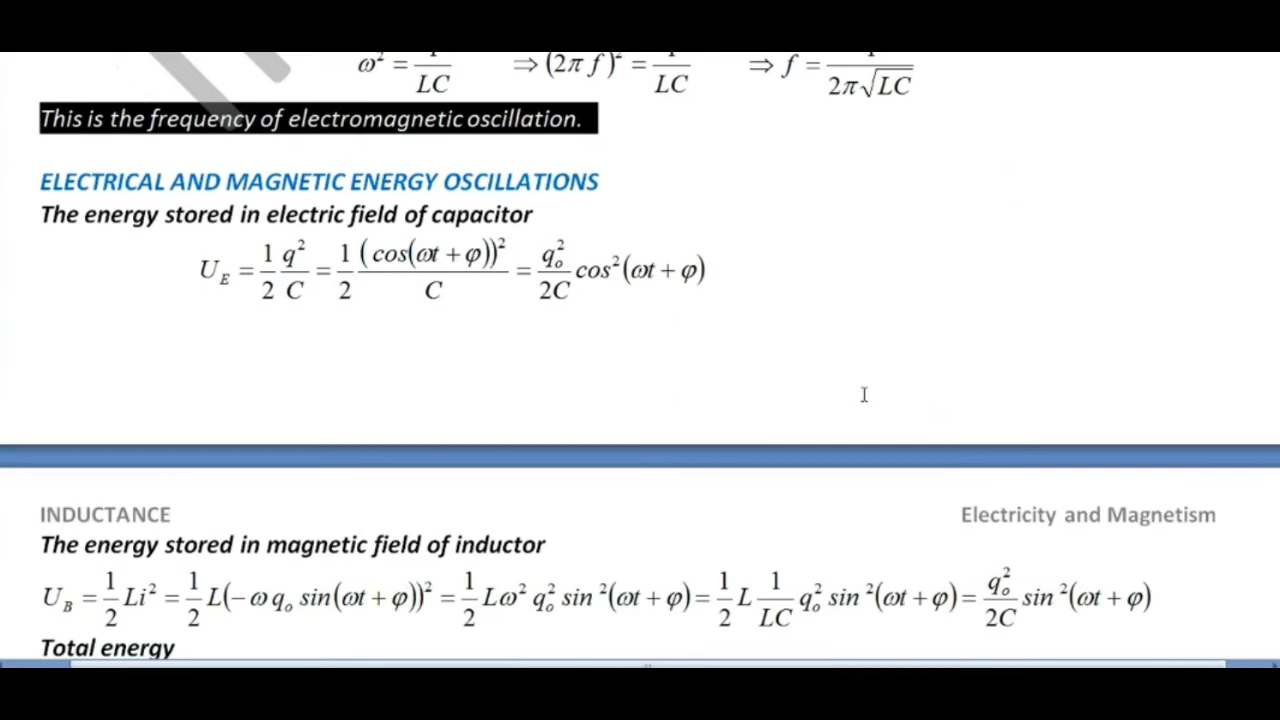 ω² = 1/LC ⇒ (2π f)² = 1/LC ⇒ f = 1/2π√LC
This is the frequency of electromagnetic oscillation.
ELECTRICAL AND MAGNETIC ENERGY OSCILLATIONS
The energy stored in electric field of capacitor
U_E = 1/2 q²/C = 1/2 (cos(ωt + φ))²/C = q_o²/2C cos²(ωt + φ)
INDUCTANCE Electricity and Magnetism
The energy stored in magnetic field of inductor
U_B = 1/2 Li² = 1/2 L(− ω q_o sin(ωt + φ))² = 1/2 Lω² q_o² sin²(ωt + φ) = 1/2 L 1/LC q_o² sin²(ωt + φ) = q_o²/2C sin²(ωt + φ)
Total energy